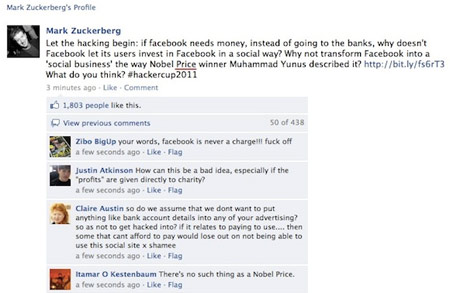 Mark Zuckerberg's Profile
Mark Zuckerberg
Let the hacking begin: if facebook needs money, instead of going to the banks, why doesn't
Facebook let its users invest in Facebook in a social way? Why not transform Facebook into a
'social business' the way Nobel Price winner Muhammad Yunus described it? http://bit.ly/fs6rT3
What do you think? #hackercup2011
3 minutes ago · Like · Comment
1,803 people like this.
View previous comments 50 of 438
Zibo BigUp your words, facebook is never a charge!!! fuck off
a few seconds ago · Like · Flag
Justin Atkinson How can this be a bad idea, especially if the
"profits" are given directly to charity?
a few seconds ago · Like · Flag
Claire Austin so do we assume that we dont want to put
anything like bank account details into any of your advertising?
so as not to get hacked into? if it relates to paying to use.... then
some that cant afford to pay would lose out on not being able to
use this social site x shamee
a few seconds ago · Like · Flag
Itamar O Kestenbaum There's no such thing as a Nobel Price.
a few seconds ago · Like · Flag